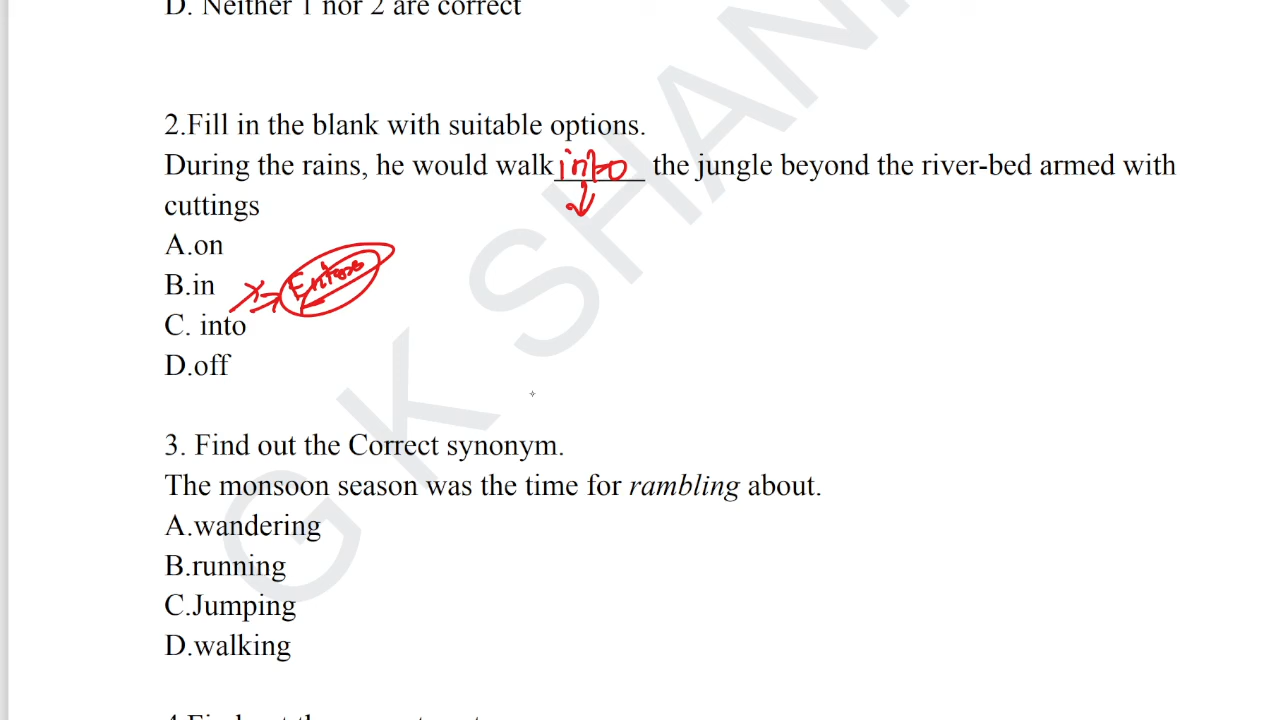 D. Neither 1 nor 2 are correct
2.Fill in the blank with suitable options.
During the rains, he would walk into the jungle beyond the river-bed armed with
cuttings
A.on
B.in
C. into
D.off
3. Find out the Correct synonym.
The monsoon season was the time for rambling about.
A.wandering
B.running
C.Jumping
D.walking
G K SHAN